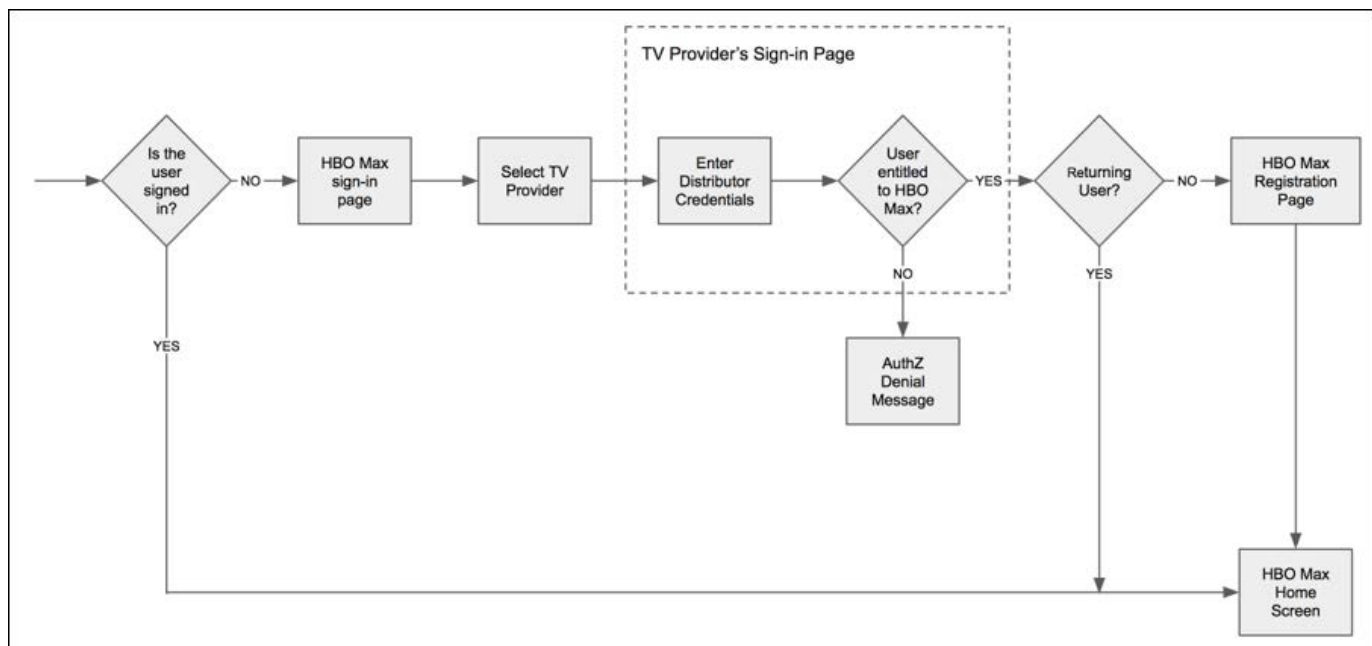 TV Provider's Sign-in Page
Is the
user
signed
in?
NO
HBO Max
sign-in
page
Select TV
Provider
Enter
Distributor
Credentials
User
entitled
to HBO
Max?
YES
Returning
User?
NO
HBO Max
Registration
Page
NO
YES
YES
AuthZ
Denial
Message
HBO Max
Home
Screen